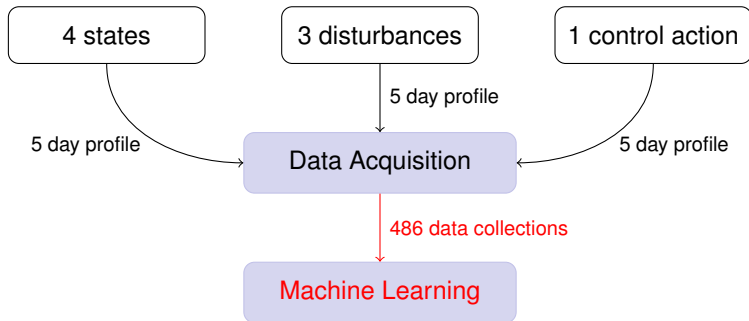 4 states
3 disturbances
1 control action
5 day profile
5 day profile
5 day profile
Data Acquisition
486 data collections
Machine Learning